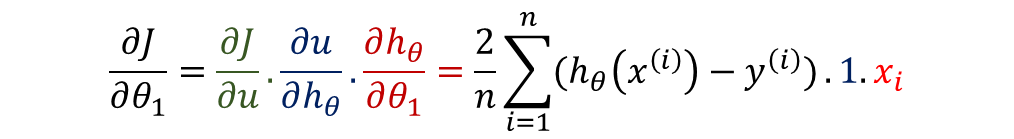 ∂J/∂θ₁ = ∂J/∂u . ∂u/∂h_θ . ∂h_θ/∂θ₁ = 2/n ∑_{i=1}^{n} (h_θ(x^{(i)}) − y^{(i)}) . 1. x_i